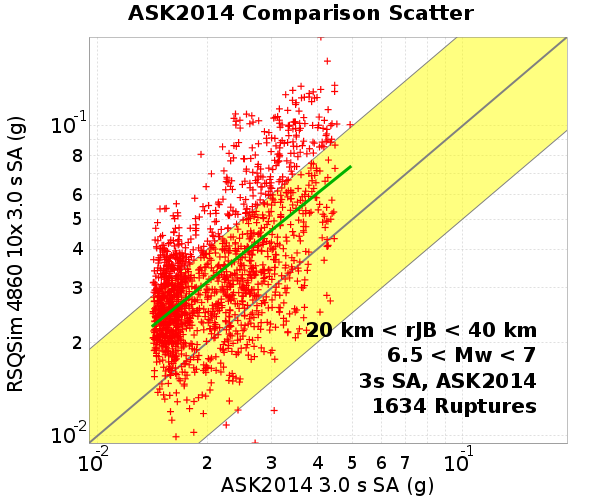 ASK2014 Comparison Scatter
RSQSim 4860 10x 3.0 s SA (g)
10-1
8
6
5
4
3
2
10-2
20 km < rJB < 40 km
6.5 < Mw < 7
3s SA, ASK2014
1634 Ruptures
10-2 2 3 4 5 6 7 10-1
ASK2014 3.0 s SA (g)